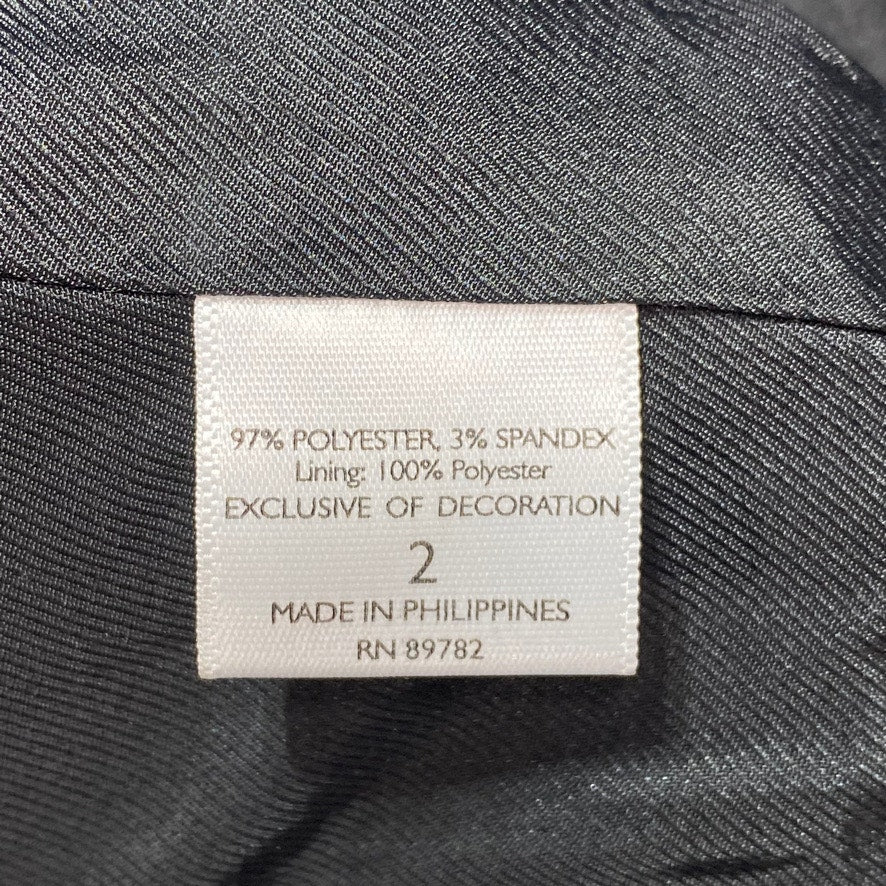 97% POLYESTER, 3% SPANDEX
Lining: 100% Polyester
EXCLUSIVE OF DECORATION
2
MADE IN PHILIPPINES
RN 89782